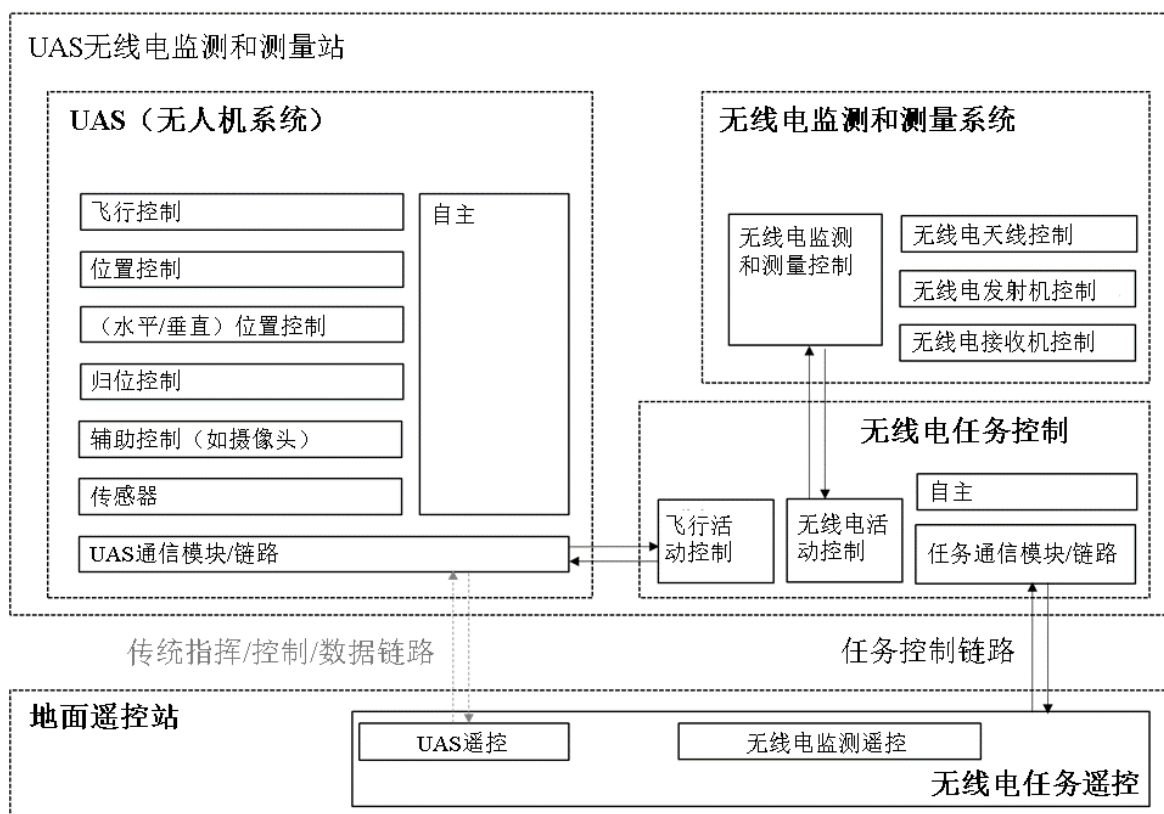 UAS无线电监测和测量站
UAS（无人机系统）
飞行控制
位置控制
（水平/垂直）位置控制
归位控制
辅助控制（如摄像头）
传感器
自主
UAS通信模块/链路
无线电监测和测量系统
无线电监测
和测量控制
无线电天线控制
无线电发射机控制
无线电接收机控制
无线电任务控制
飞行活
动控制
无线电活
动控制
自主
任务通信模块/链路
传统指挥/控制/数据链路
任务控制链路
地面遥控站
UAS遥控
无线电监测遥控
无线电任务遥控